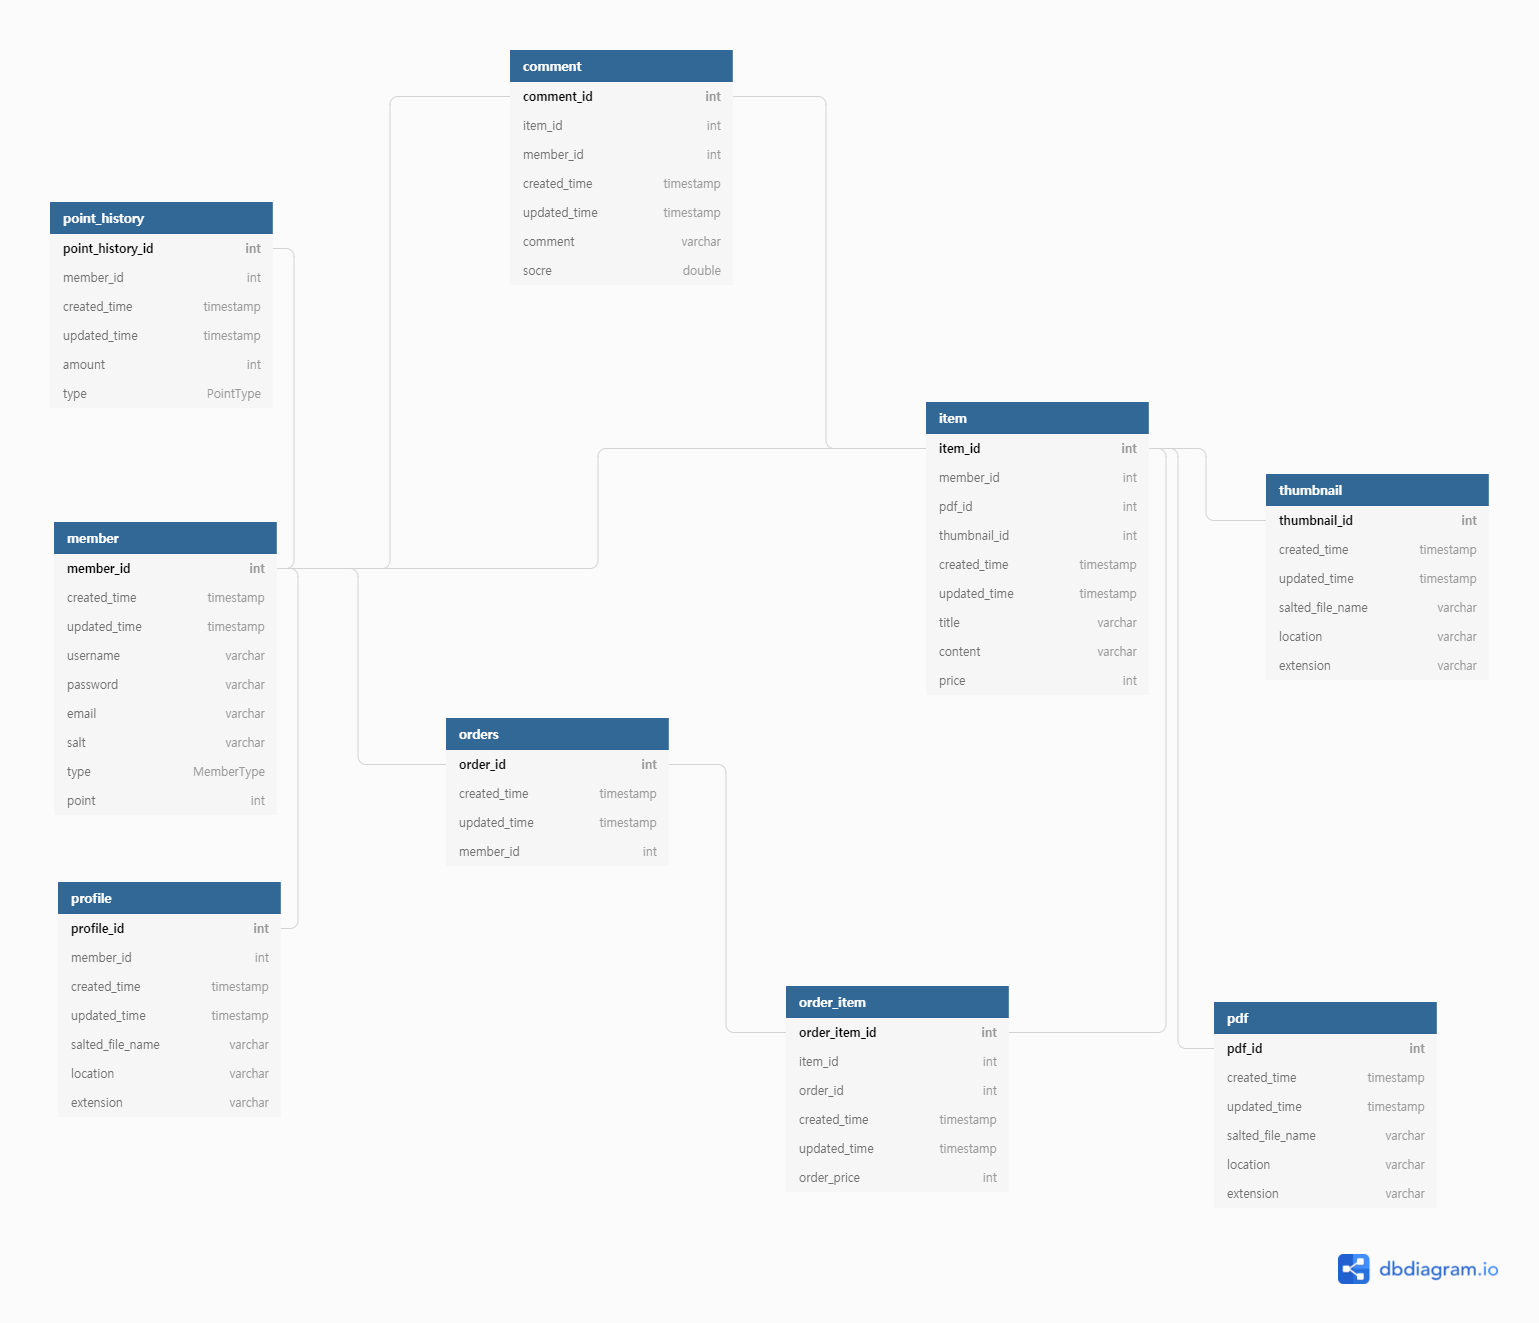 comment
comment_id int
item_id int
member_id int
created_time timestamp
updated_time timestamp
comment varchar
socre double
point_history
point_history_id int
member_id int
created_time timestamp
updated_time timestamp
amount int
type PointType
item
item_id int
member_id int
pdf_id int
thumbnail_id int
created_time timestamp
updated_time timestamp
title varchar
content varchar
price int
thumbnail
thumbnail_id int
created_time timestamp
updated_time timestamp
salted_file_name varchar
location varchar
extension varchar
member
member_id int
created_time timestamp
updated_time timestamp
username varchar
password varchar
email varchar
salt varchar
type MemberType
point int
orders
order_id int
created_time timestamp
updated_time timestamp
member_id int
profile
profile_id int
member_id int
created_time timestamp
updated_time timestamp
salted_file_name varchar
location varchar
extension varchar
order_item
order_item_id int
item_id int
order_id int
created_time timestamp
updated_time timestamp
order_price int
pdf
pdf_id int
created_time timestamp
updated_time timestamp
salted_file_name varchar
location varchar
extension varchar
dbdiagram.io